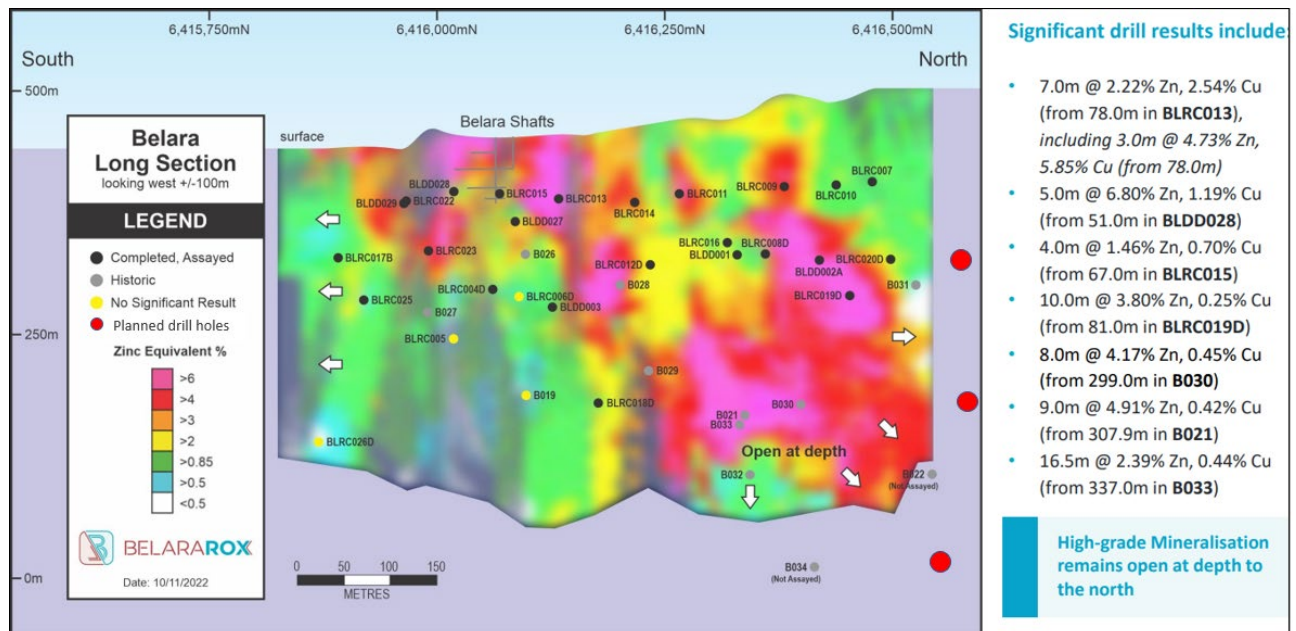 6,415,750mN
6,416,000mN
6,416,250mN
6,416,500mN
South
North
500m
250m
0m
surface
Belara Shafts
Belara
Long Section
looking west +/-100m
LEGEND
Completed, Assayed
Historic
No Significant Result
Planned drill holes
Zinc Equivalent %
>6
>4
>3
>2
>0.85
>0.5
<0.5
BELARAROX
Date: 10/11/2022
BLDD028
BLDD029
BLRC022
BLRC015
BLRC013
BLRC014
BLRC011
BLRC009
BLRC010
BLRC007
BLDD027
BLRC023
B026
BLRC017B
BLRC004D
BLRC006D
BLRC025
B027
BLDD003
BLRC012D
B028
BLRC016
BLRC008D
BLDD001
BLDD002A
BLRC020D
BLRC019D
B031
BLRC005
B029
B019
BLRC018D
B021
B030
B033
BLRC026D
Open at depth
B032
B022
(Not Assayed)
B034
(Not Assayed)
0
50
100
150
METRES
Significant drill results include:
• 7.0m @ 2.22% Zn, 2.54% Cu
(from 78.0m in BLRC013),
including 3.0m @ 4.73% Zn,
5.85% Cu (from 78.0m)
• 5.0m @ 6.80% Zn, 1.19% Cu
(from 51.0m in BLDD028)
• 4.0m @ 1.46% Zn, 0.70% Cu
(from 67.0m in BLRC015)
• 10.0m @ 3.80% Zn, 0.25% Cu
(from 81.0m in BLRC019D)
• 8.0m @ 4.17% Zn, 0.45% Cu
(from 299.0m in B030)
• 9.0m @ 4.91% Zn, 0.42% Cu
(from 307.9m in B021)
• 16.5m @ 2.39% Zn, 0.44% Cu
(from 337.0m in B033)
High-grade Mineralisation
remains open at depth to
the north